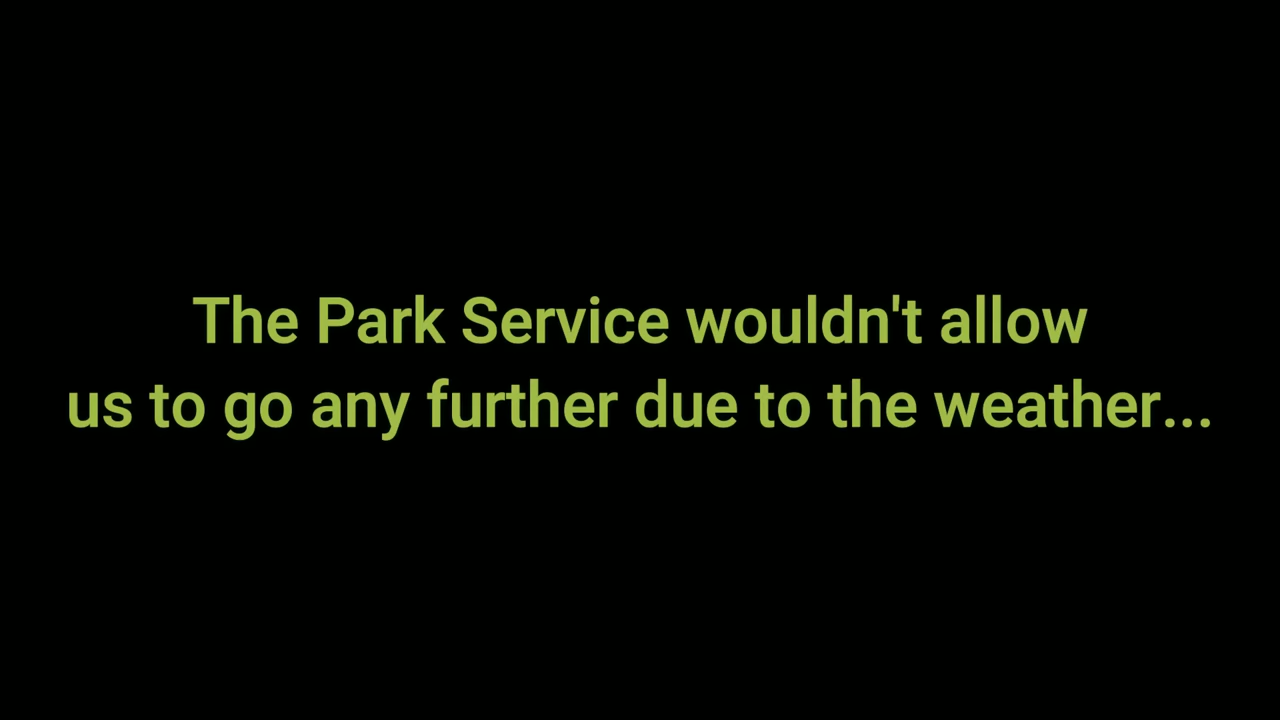 The Park Service wouldn't allow
us to go any further due to the weather...